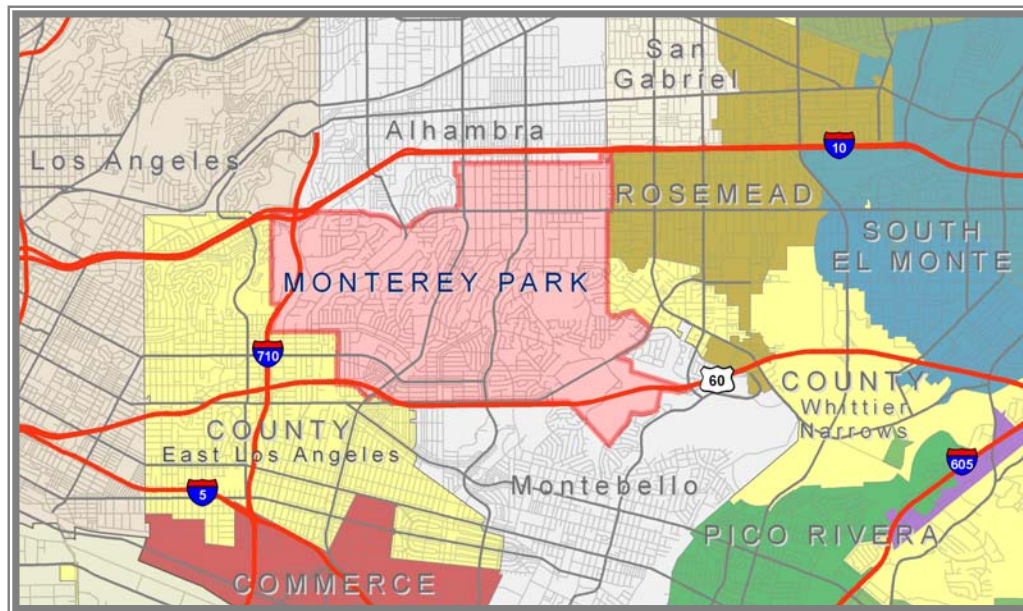 San
Gabriel
Alhambra
10
Los Angeles
ROSEMEAD
SOUTH
EL MONTE
MONTEREY PARK
710
60
COUNTY
Whittier
Narrows
COUNTY
East Los Angeles
605
5
Montebello
PICO RIVERA
COMMERCE